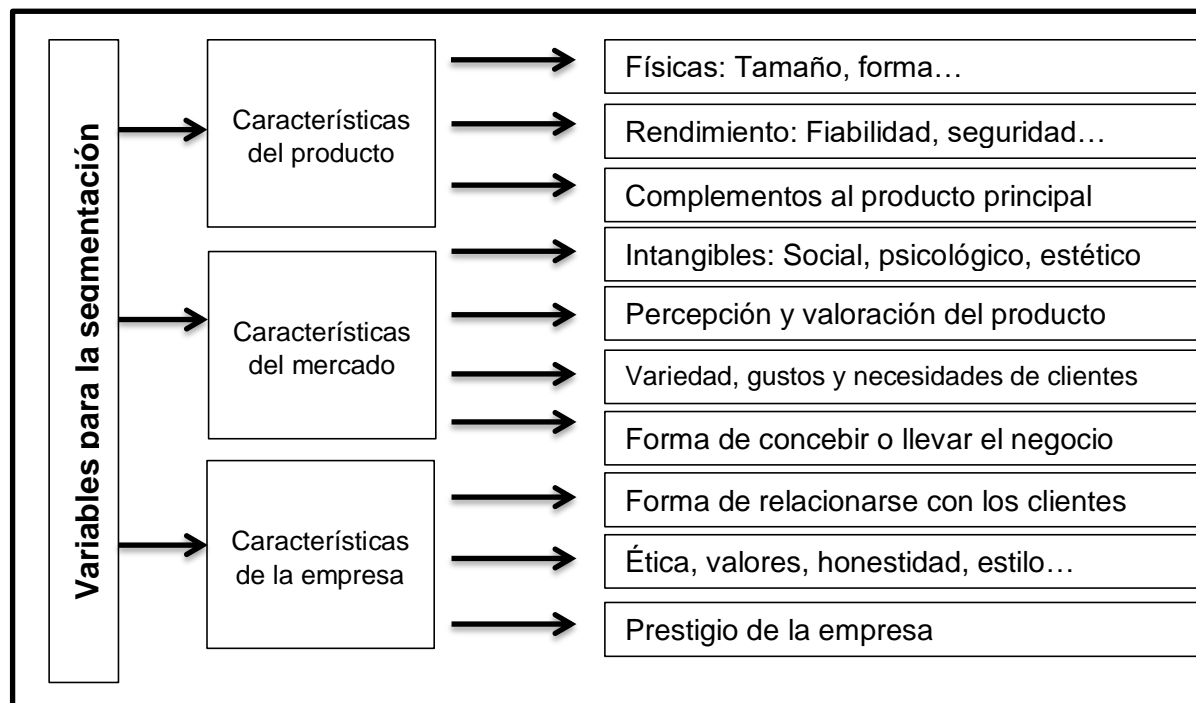 Variables para la segmentación
Características
del producto
Físicas: Tamaño, forma…
Rendimiento: Fiabilidad, seguridad…
Complementos al producto principal
Características
del mercado
Intangibles: Social, psicológico, estético
Percepción y valoración del producto
Variedad, gustos y necesidades de clientes
Forma de concebir o llevar el negocio
Características
de la empresa
Forma de relacionarse con los clientes
Ética, valores, honestidad, estilo…
Prestigio de la empresa